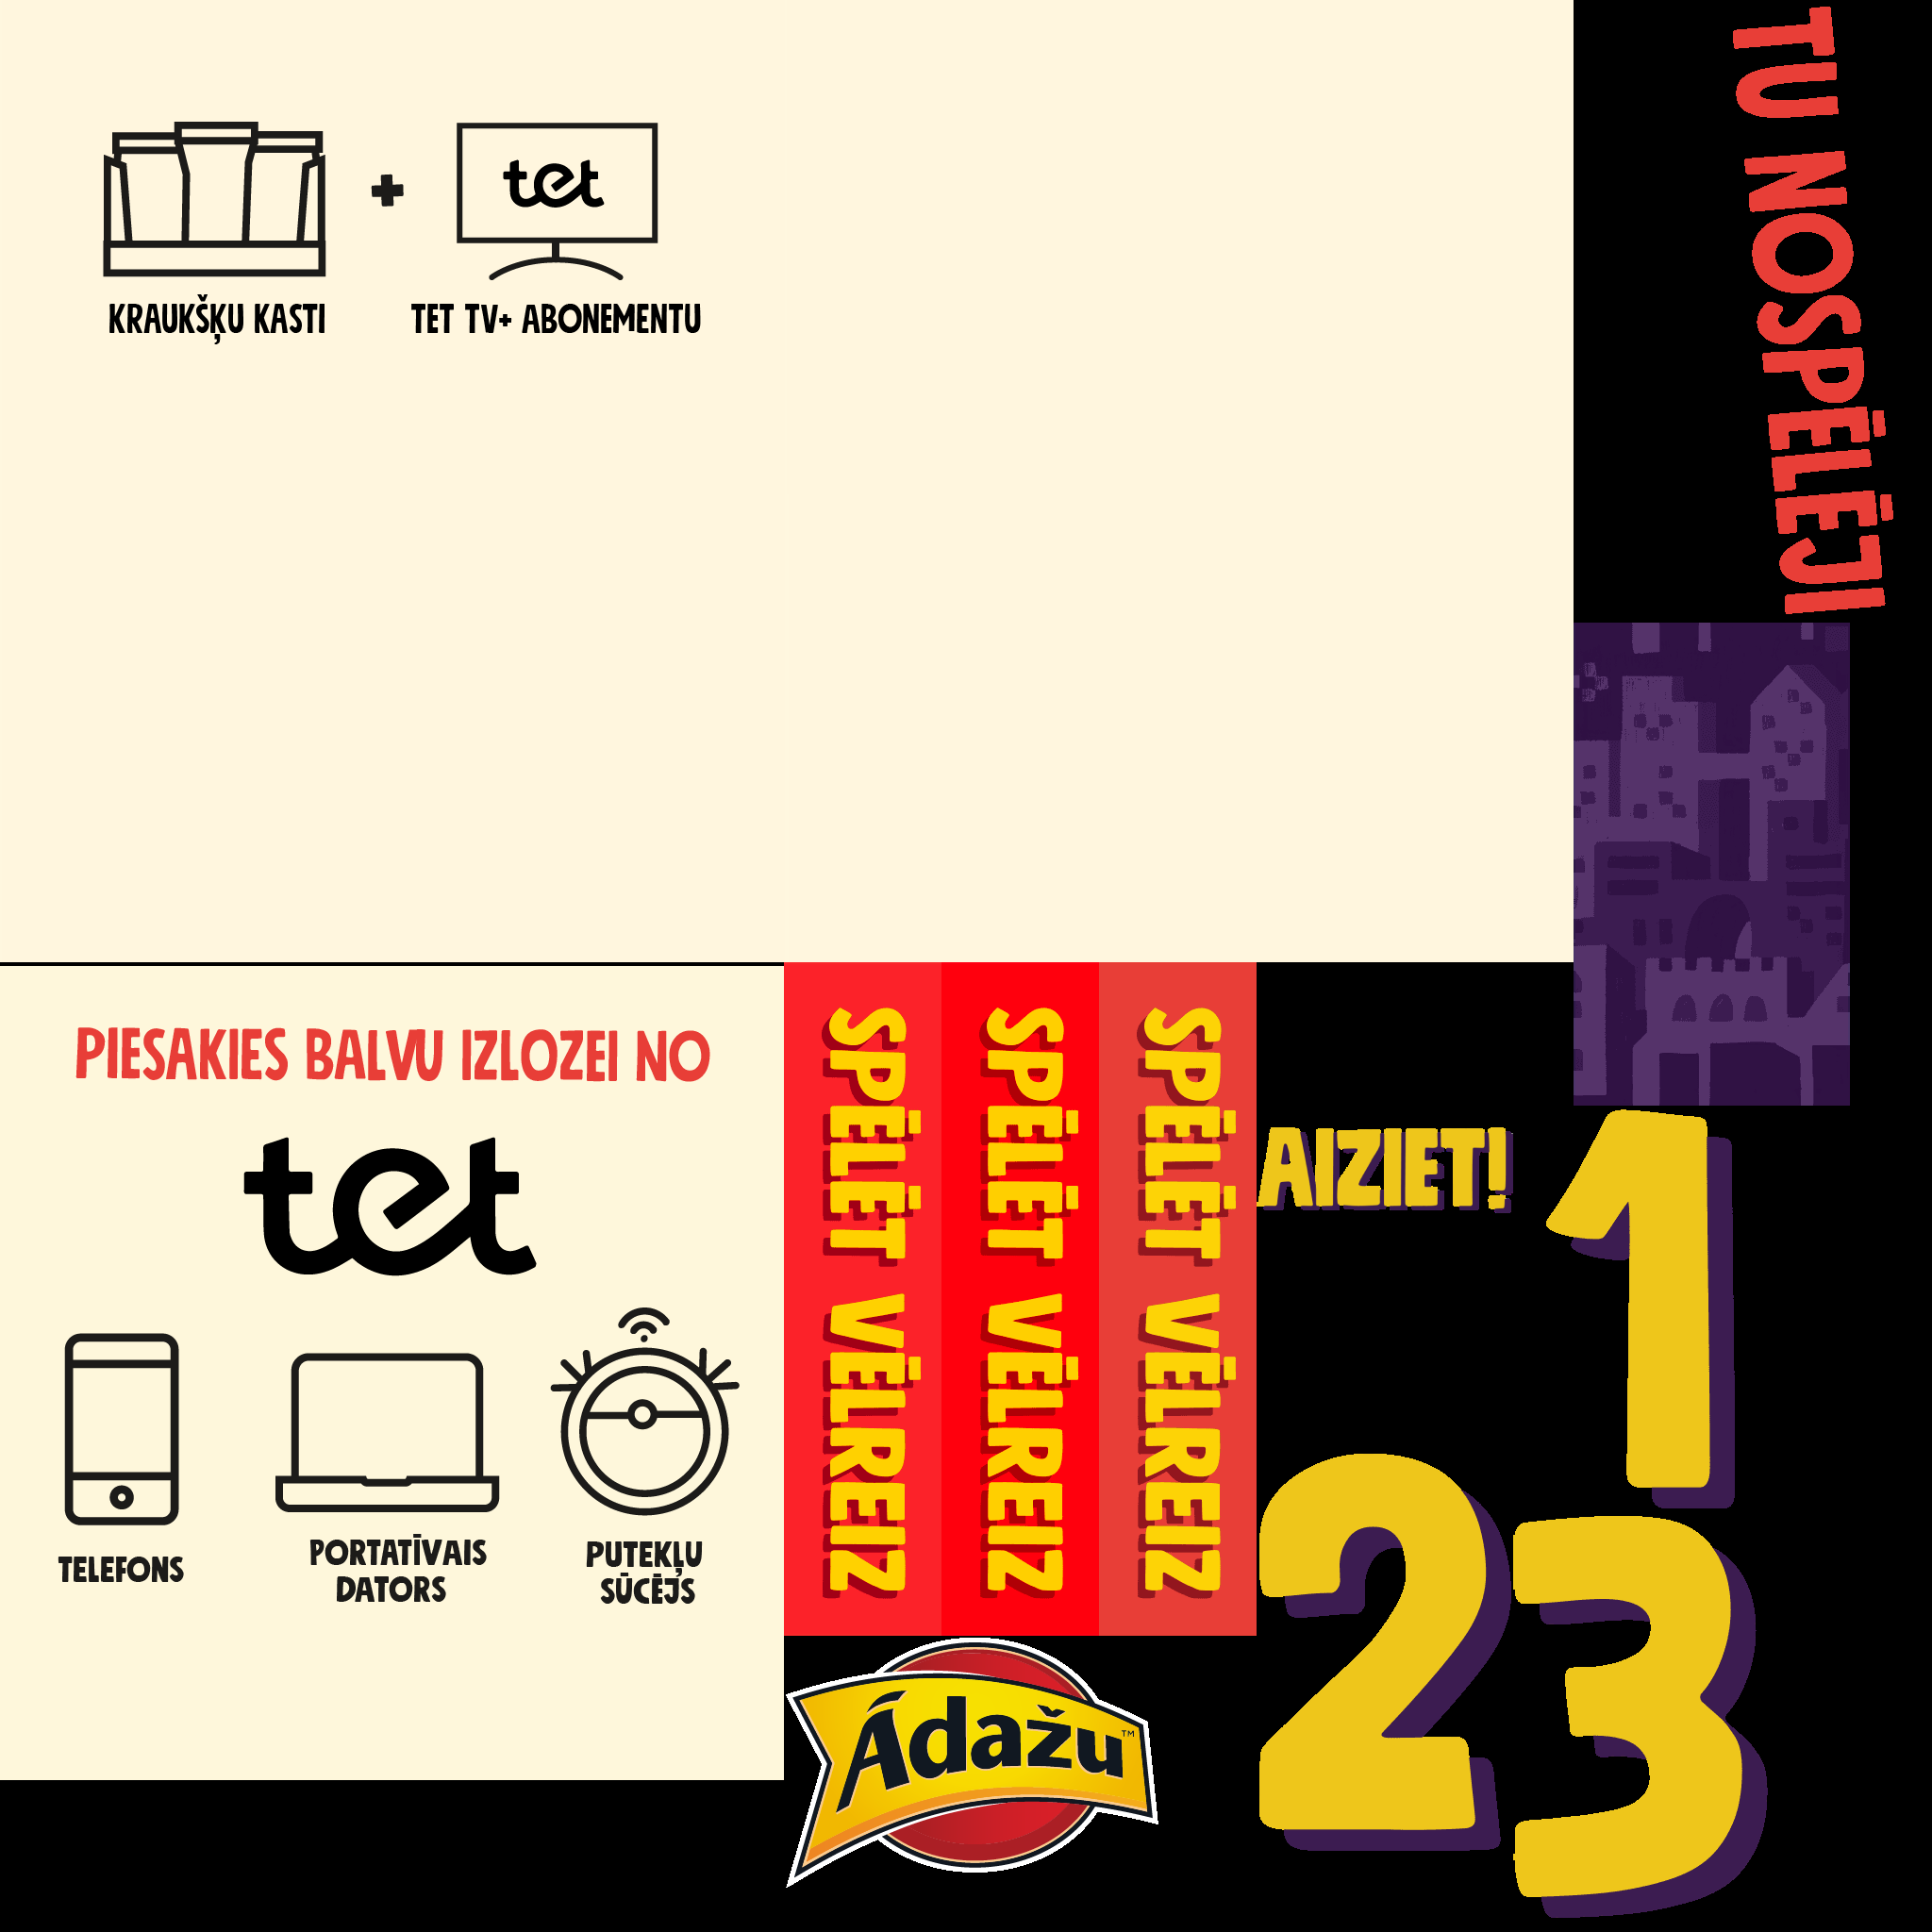 tet
KRAUKŠĶU KASTI
TET TV+ ABONEMENTU
TU NOSPĒLĒJI
PIESAKIES BALVU IZLOZEI NO
tet
TELEFONS
PORTATĪVAIS
DATORS
PUTEKĻU
SŪCĒJS
SPĒLĒT VĒLREIZ
SPĒLĒT VĒLREIZ
SPĒLĒT VĒLREIZ
AIZIET!
1
2
3
Ādažu™